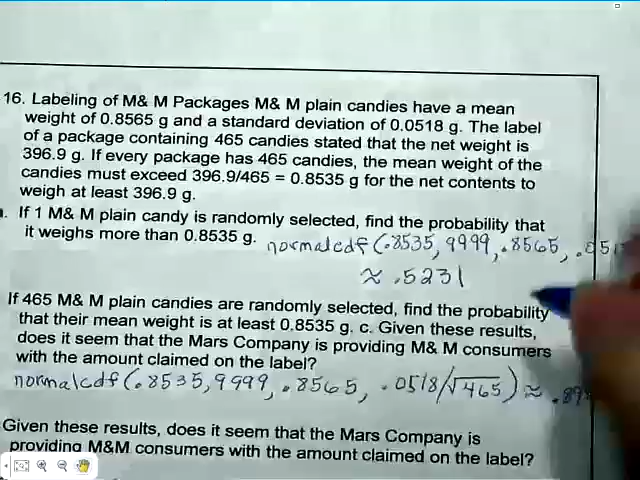 16. Labeling of M& M Packages M& M plain candies have a mean
weight of 0.8565 g and a standard deviation of 0.0518 g. The label
of a package containing 465 candies stated that the net weight is
396.9 g. If every package has 465 candies, the mean weight of the
candies must exceed 396.9/465 = 0.8535 g for the net contents to
weigh at least 396.9 g.
. If 1 M& M plain candy is randomly selected, find the probability that
it weighs more than 0.8535 g. normalcdf (.8535, 9999, .8565, .051
≈ .5231
If 465 M& M plain candies are randomly selected, find the probability
that their mean weight is at least 0.8535 g. c. Given these results,
does it seem that the Mars Company is providing M& M consumers
with the amount claimed on the label?
normalcdf (.8535, 9999, .8565, .0518/√465) ≈ .89
Given these results, does it seem that the Mars Company is
providing M&M consumers with the amount claimed on the label?